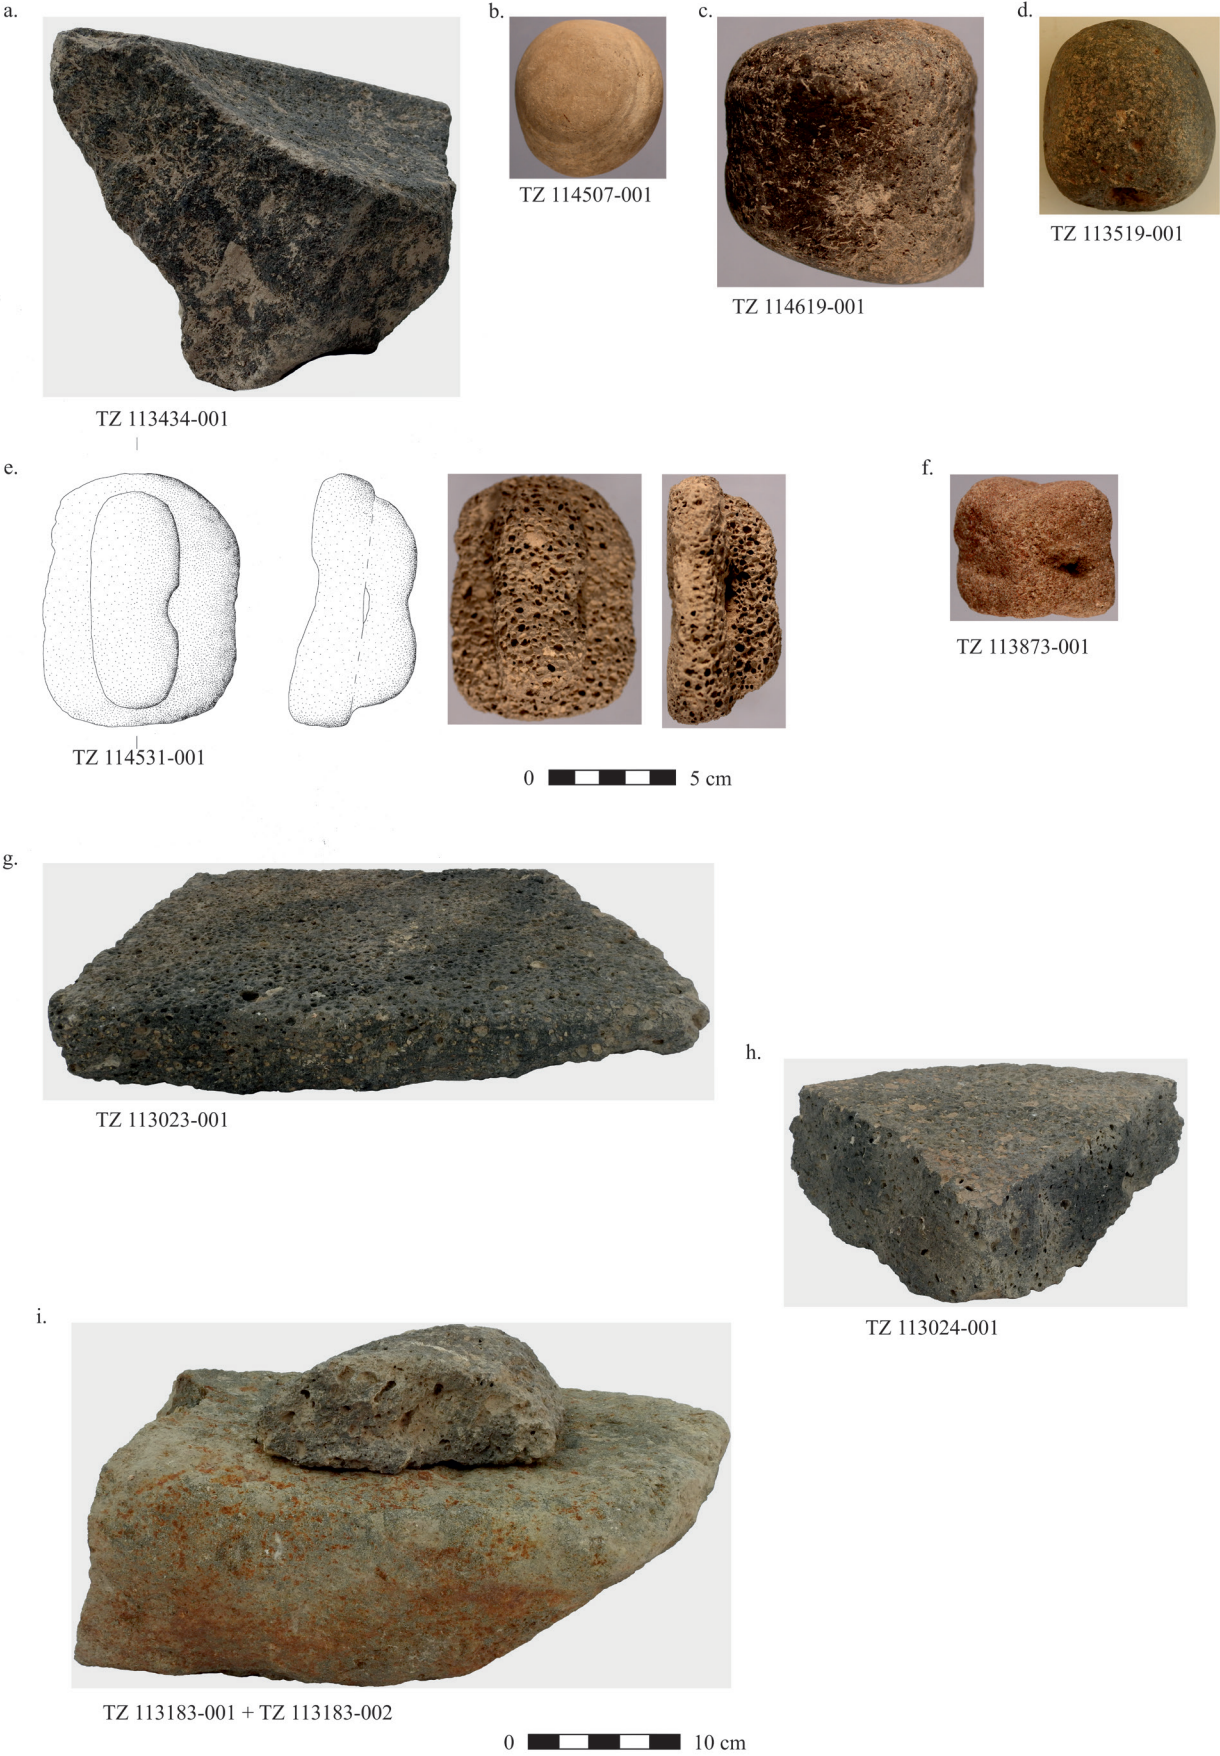 a.
b.
c.
d.
TZ 114507-001
TZ 113519-001
TZ 114619-001
TZ 113434-001
e.
f.
TZ 113873-001
TZ 114531-001
0 5 cm
g.
h.
TZ 113023-001
TZ 113024-001
i.
TZ 113183-001 + TZ 113183-002
0 10 cm